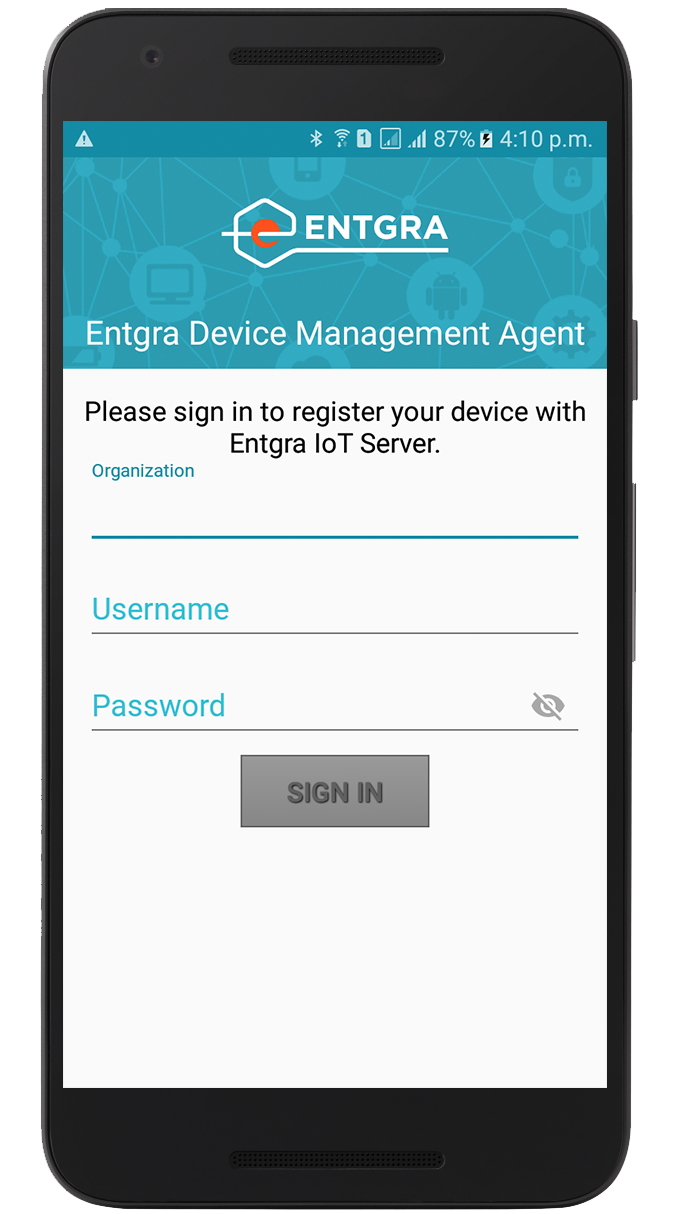 1 87% 4:10 p.m.
ENTGRA
Entgra Device Management Agent
Please sign in to register your device with
Entgra IoT Server.
Organization
Username
Password
SIGN IN